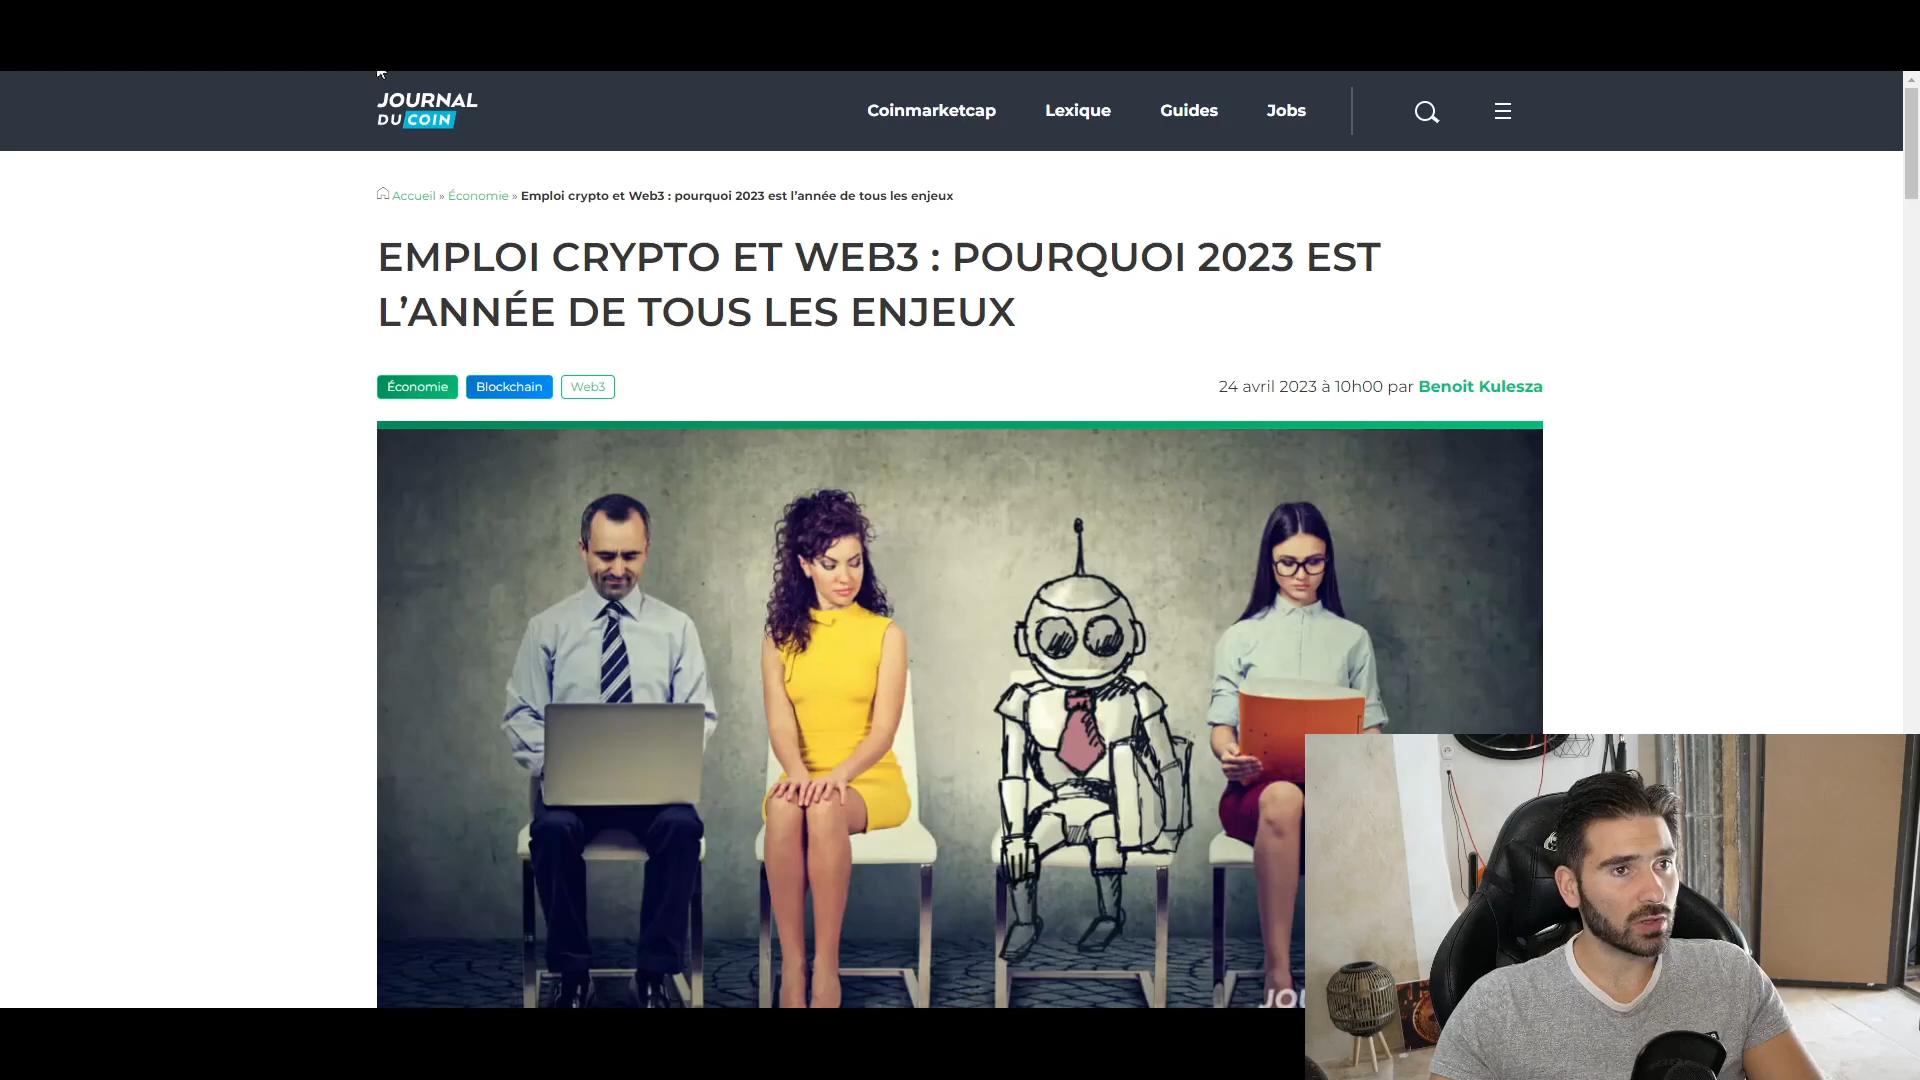 JOURNAL
DU COIN
Coinmarketcap
Lexique
Guides
Jobs
Accueil » Économie » Emploi crypto et Web3 : pourquoi 2023 est l’année de tous les enjeux
EMPLOI CRYPTO ET WEB3 : POURQUOI 2023 EST
L’ANNÉE DE TOUS LES ENJEUX
Économie
Blockchain
Web3
24 avril 2023 à 10h00 par Benoit Kulesza